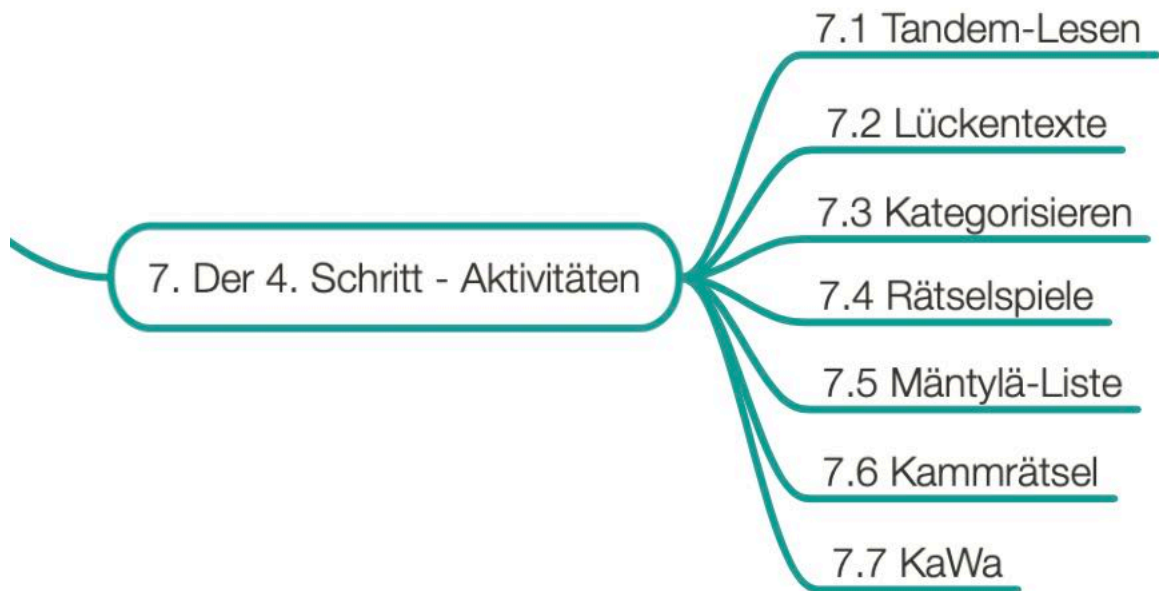 7.1 Tandem-Lesen
7.2 Lückentexte
7.3 Kategorisieren
7. Der 4. Schritt - Aktivitäten
7.4 Rätselspiele
7.5 Mäntylä-Liste
7.6 Kammrätsel
7.7 KaWa